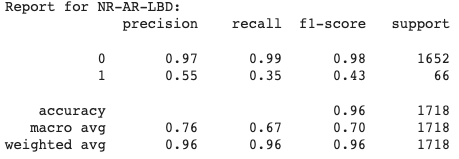 Report for NR-AR-LBD:
precision recall f1-score support
0 0.97 0.99 0.98 1652
1 0.55 0.35 0.43 66
accuracy 0.96 1718
macro avg 0.76 0.67 0.70 1718
weighted avg 0.96 0.96 0.96 1718